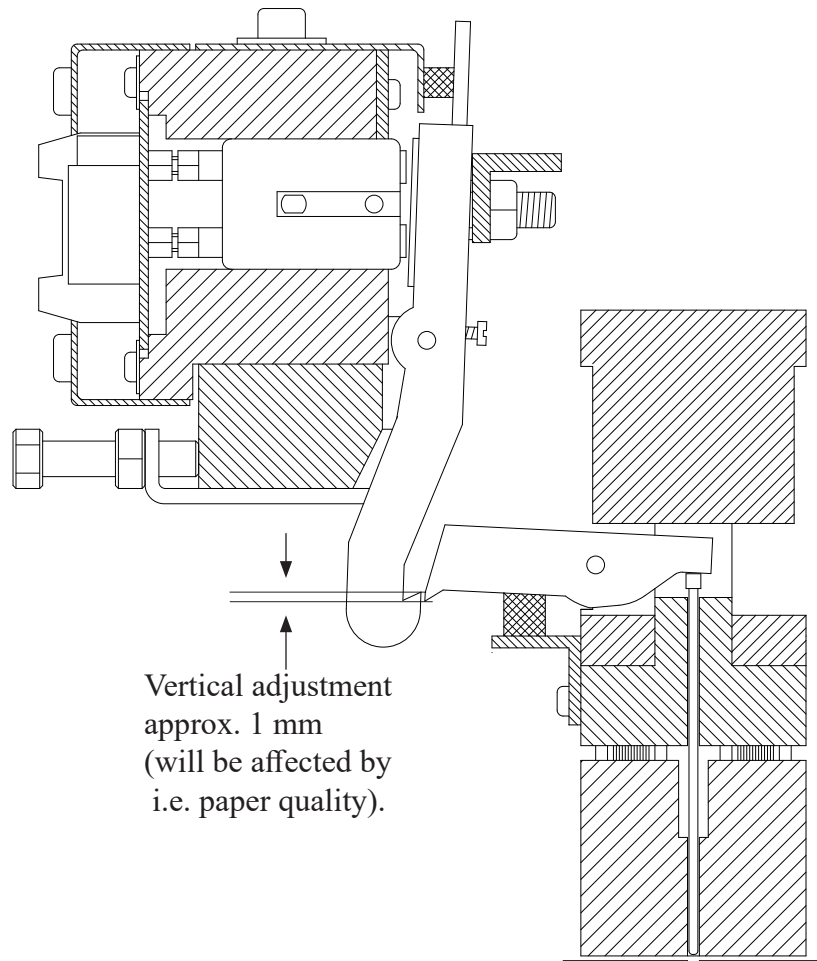 Vertical adjustment
approx. 1 mm
(will be affected by
i.e. paper quality).